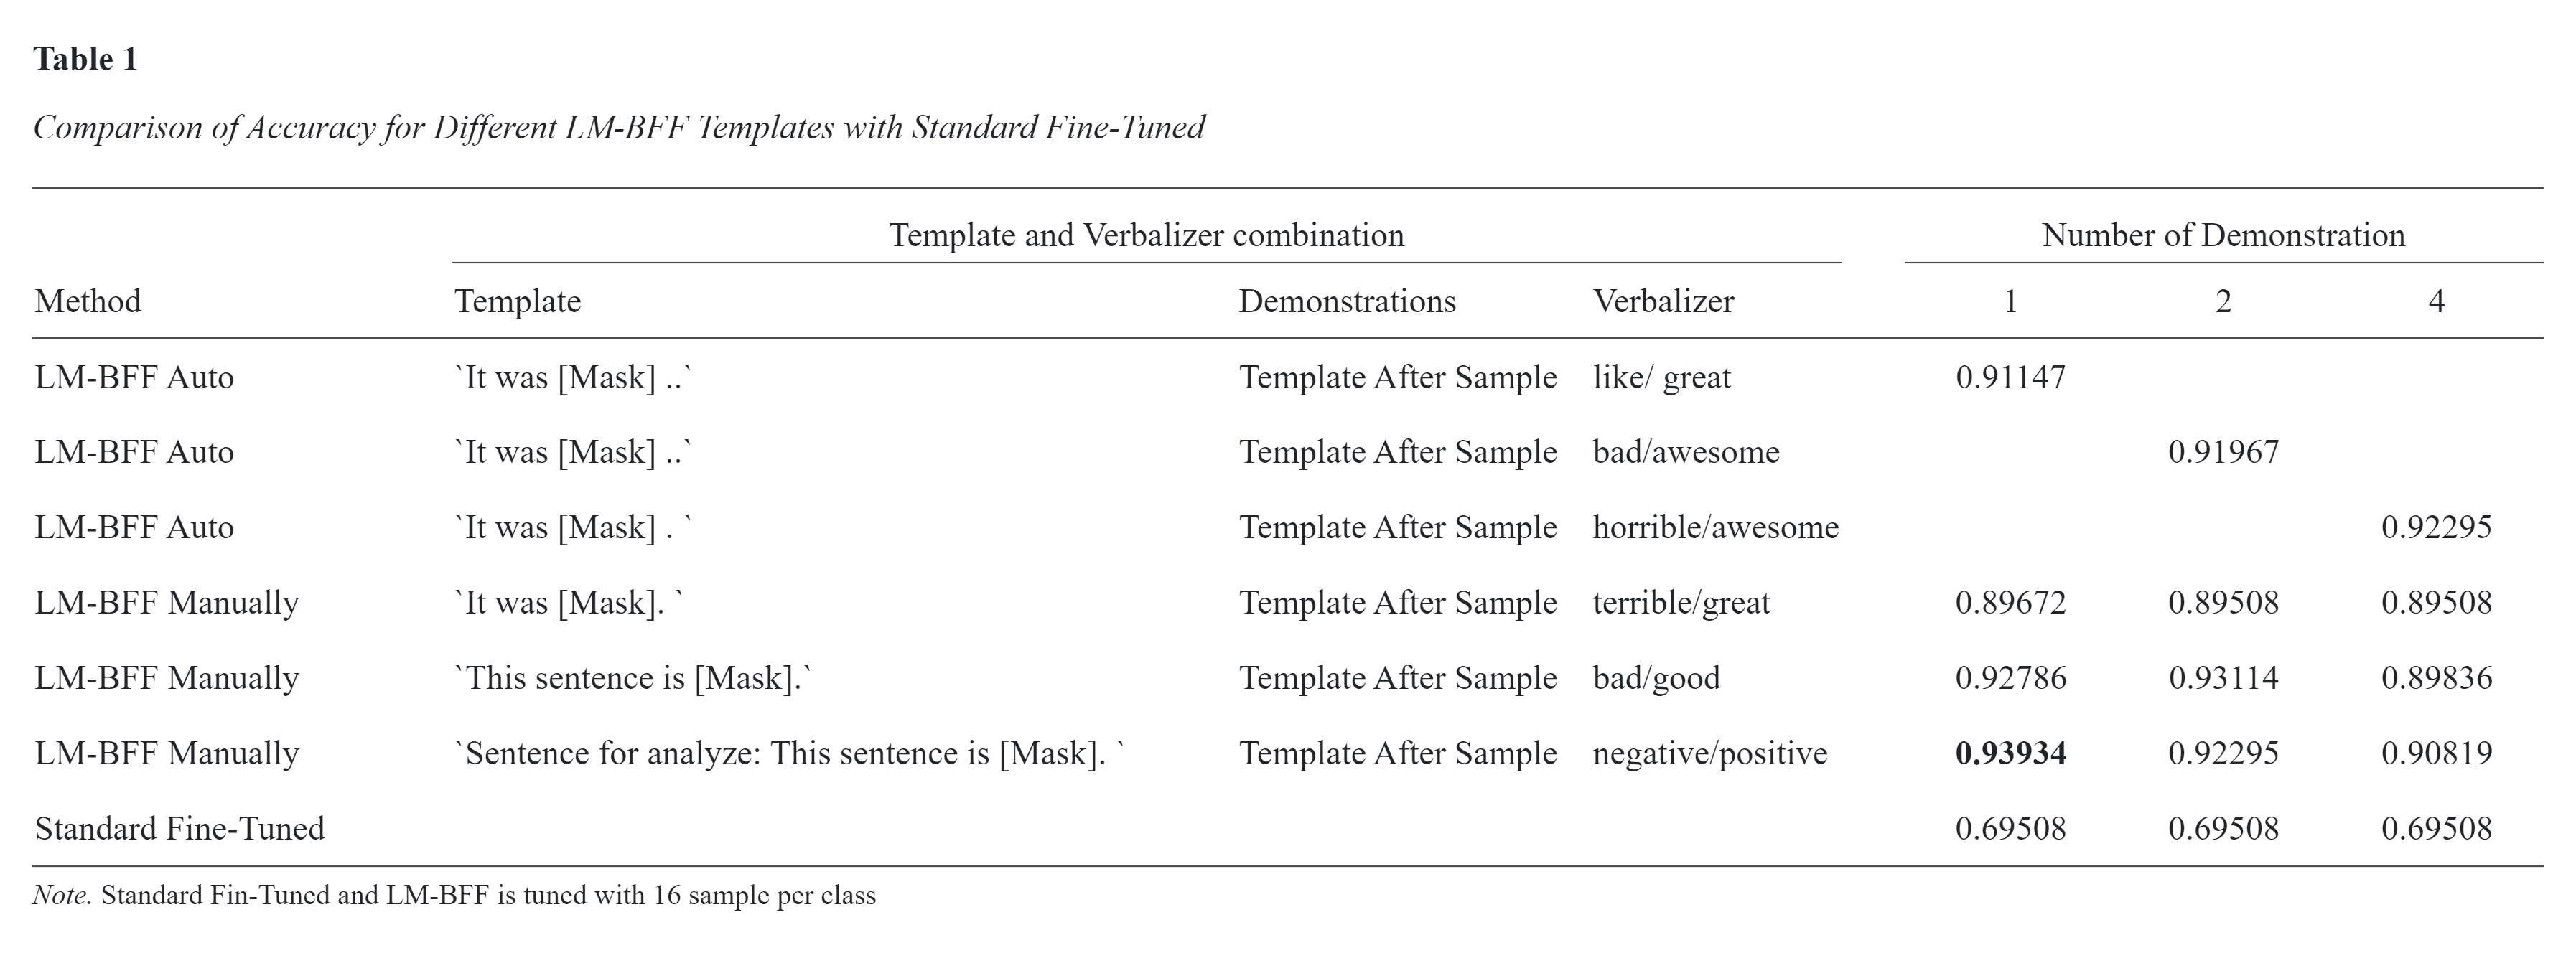 Table 1
Comparison of Accuracy for Different LM-BFF Templates with Standard Fine-Tuned
Template and Verbalizer combination Number of Demonstration
Method Template Demonstrations Verbalizer 1 2 4
LM-BFF Auto `It was [Mask] ..` Template After Sample like/ great 0.91147
LM-BFF Auto `It was [Mask] ..` Template After Sample bad/awesome 0.91967
LM-BFF Auto `It was [Mask] . ` Template After Sample horrible/awesome 0.92295
LM-BFF Manually `It was [Mask]. ` Template After Sample terrible/great 0.89672 0.89508 0.89508
LM-BFF Manually `This sentence is [Mask].` Template After Sample bad/good 0.92786 0.93114 0.89836
LM-BFF Manually `Sentence for analyze: This sentence is [Mask]. ` Template After Sample negative/positive 0.93934 0.92295 0.90819
Standard Fine-Tuned 0.69508 0.69508 0.69508
Note. Standard Fin-Tuned and LM-BFF is tuned with 16 sample per class